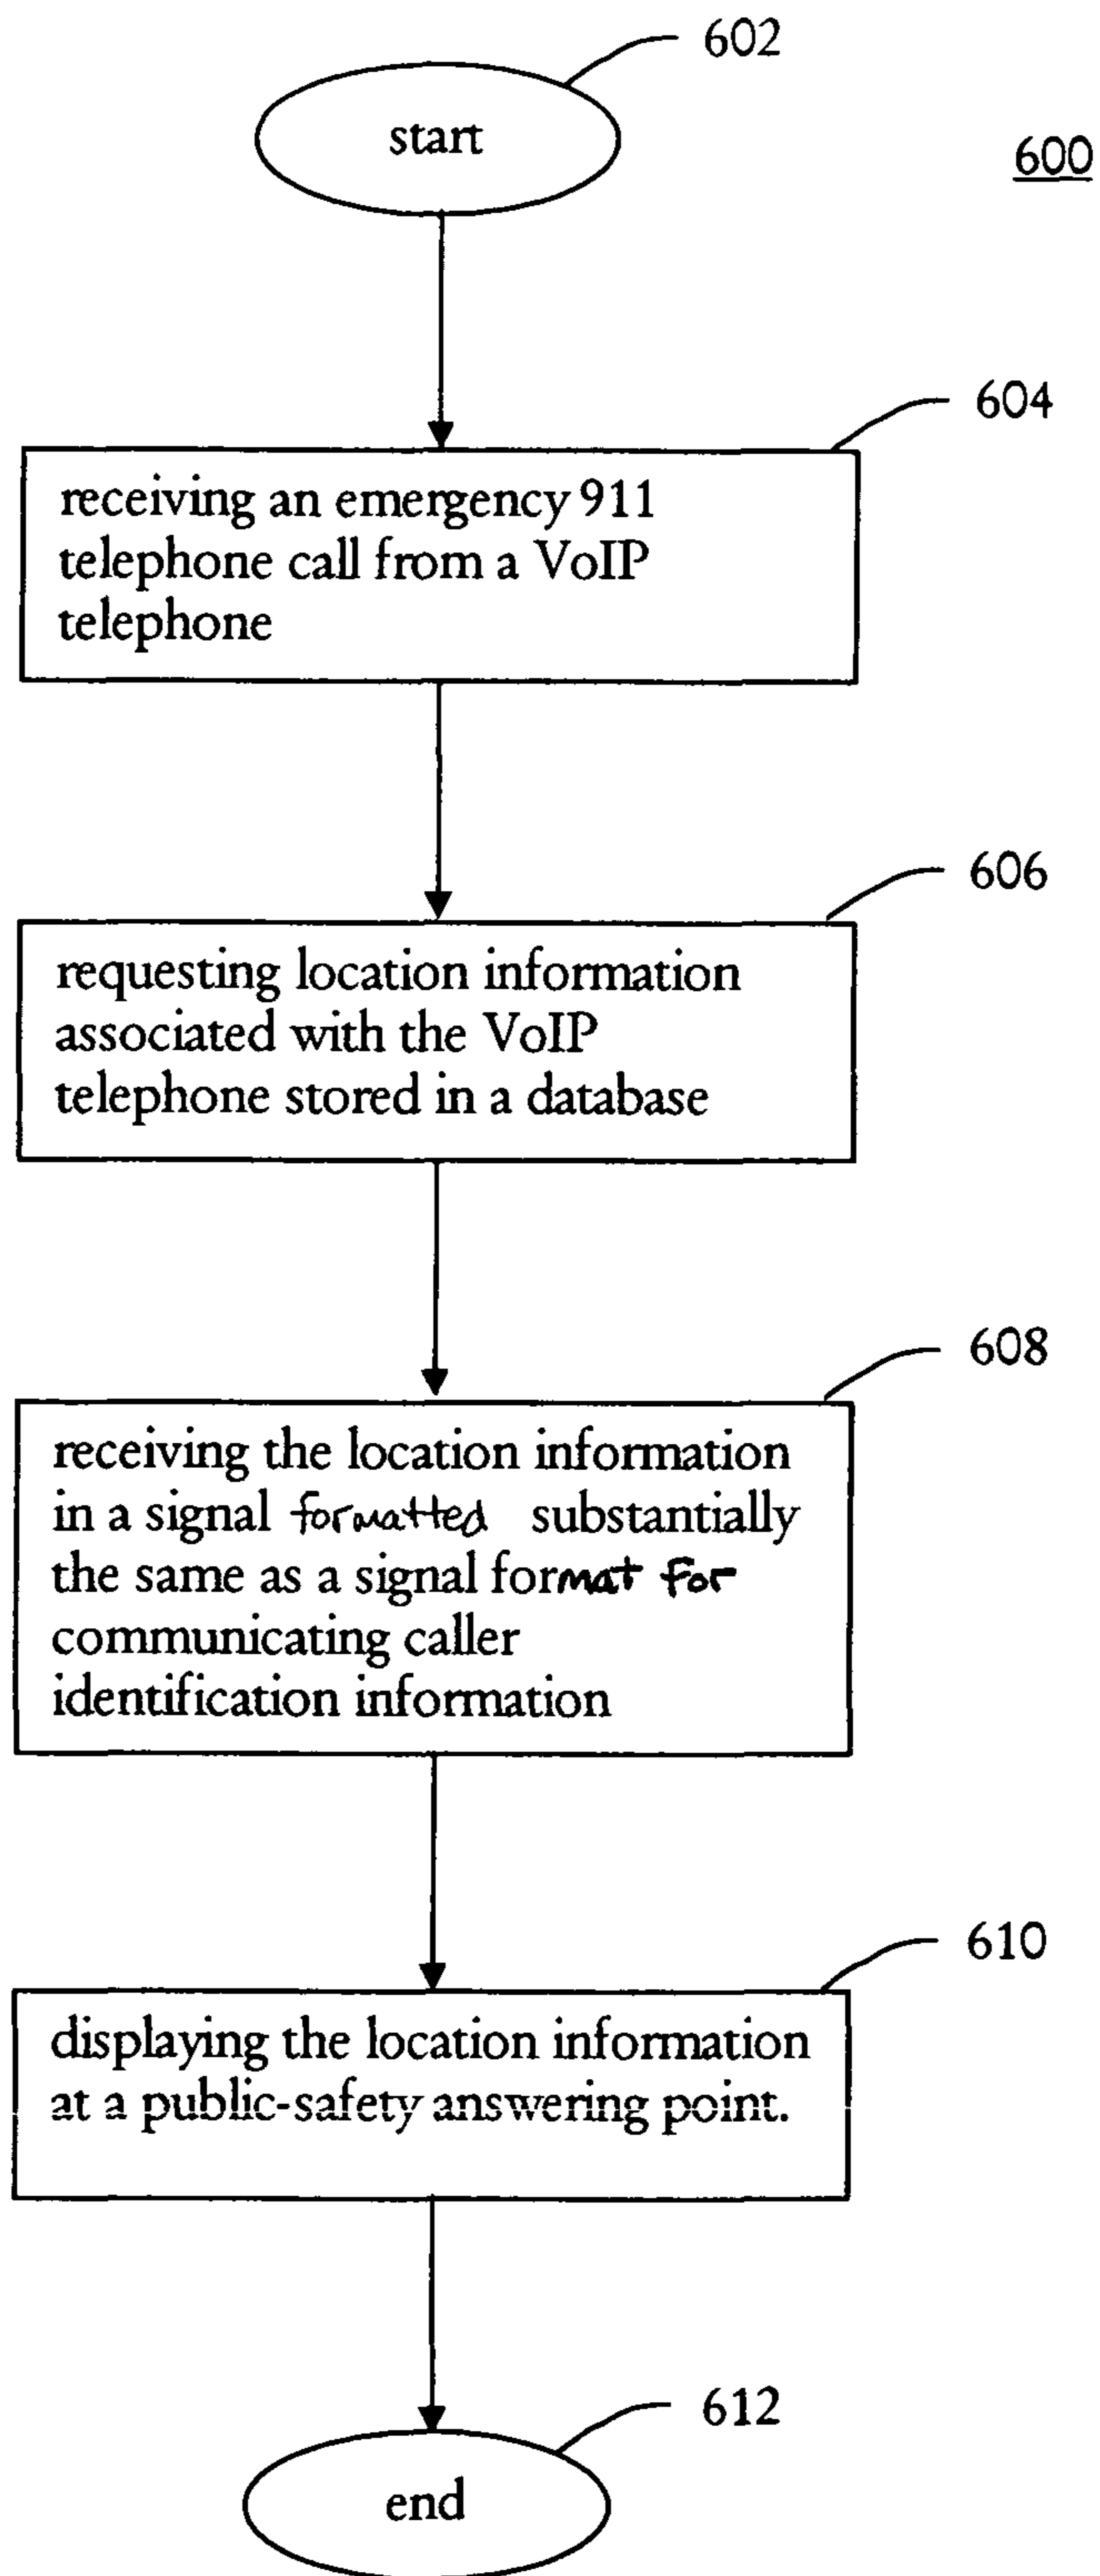 602
start
600
604
receiving an emergency 911
telephone call from a VoIP
telephone
606
requesting location information
associated with the VoIP
telephone stored in a database
608
receiving the location information
in a signal formatted substantially
the same as a signal format for
communicating caller
identification information
610
displaying the location information
at a public-safety answering point.
612
end